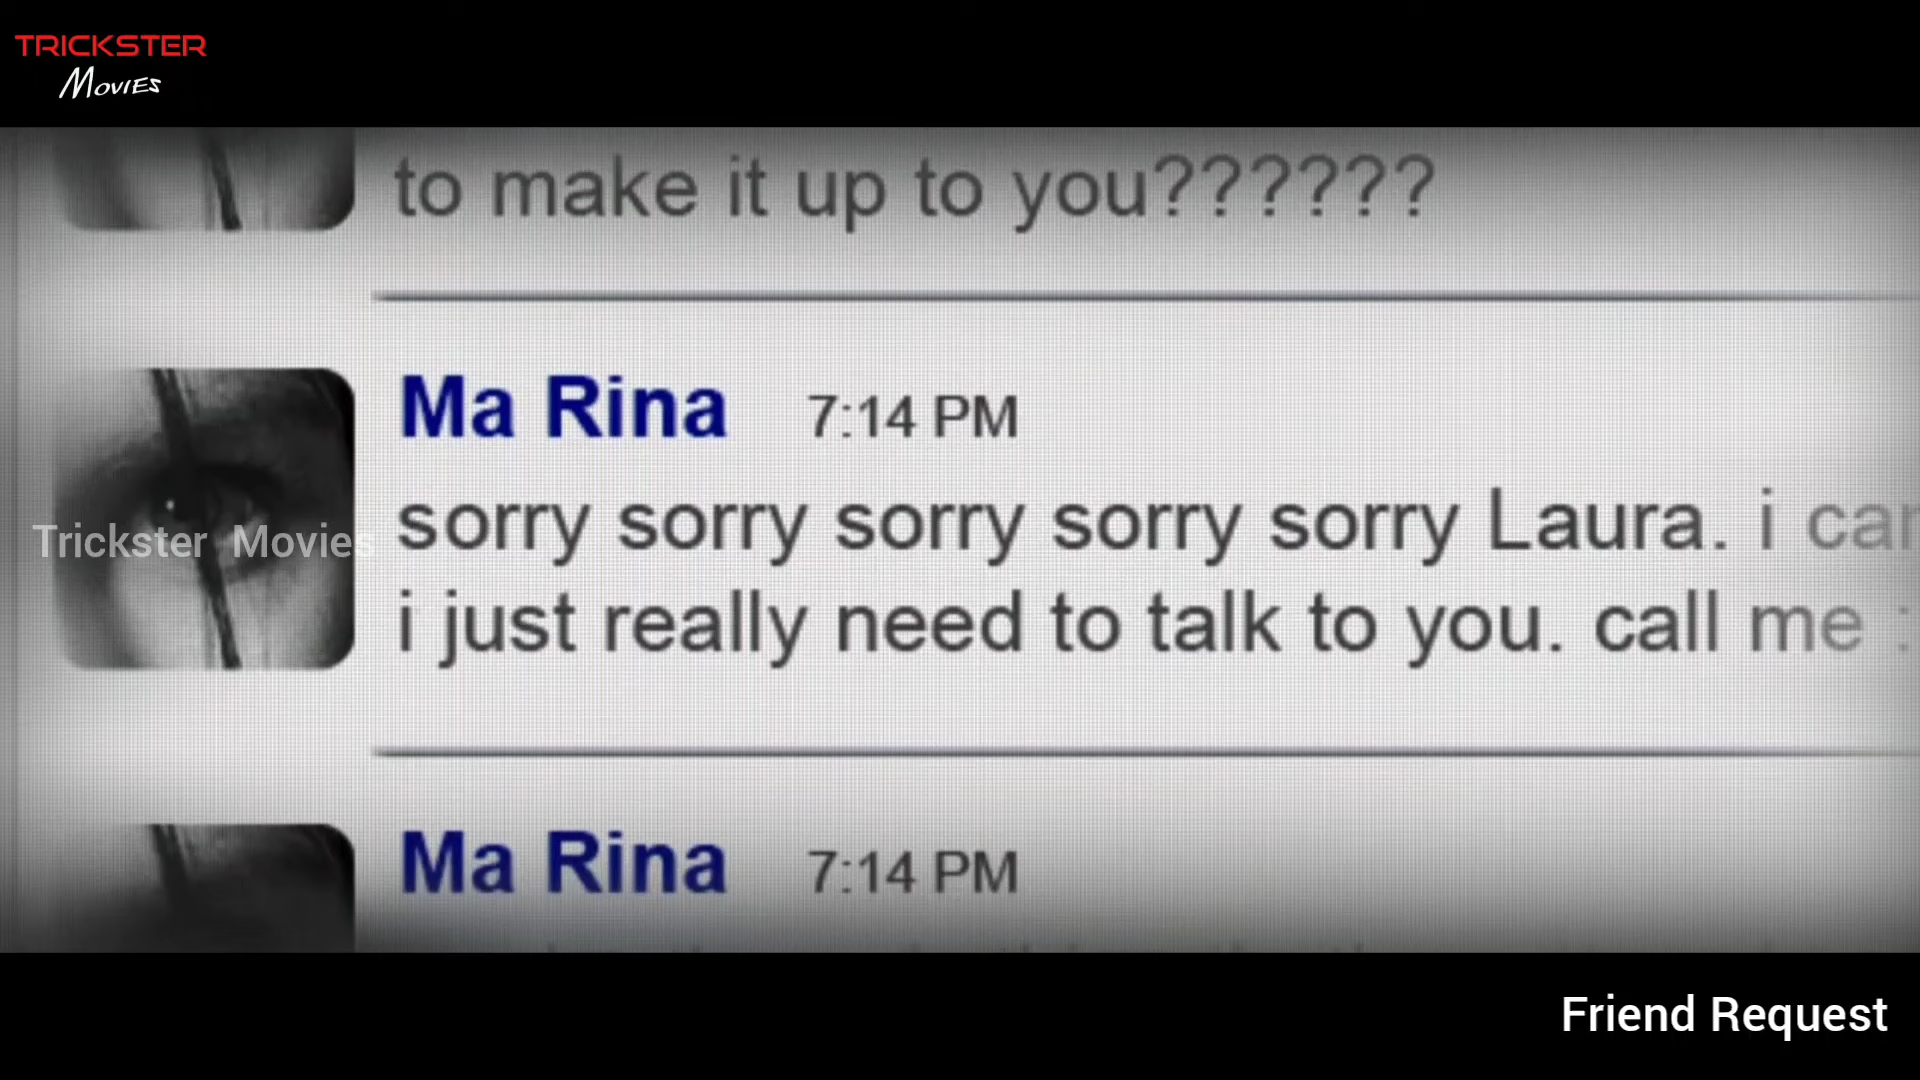 TRICKSTER
Movies
to make it up to you??????
Ma Rina 7:14 PM
sorry sorry sorry sorry sorry Laura. i
i just really need to talk to you. call me :
Trickster Movies
Ma Rina 7:14 PM
Friend Request